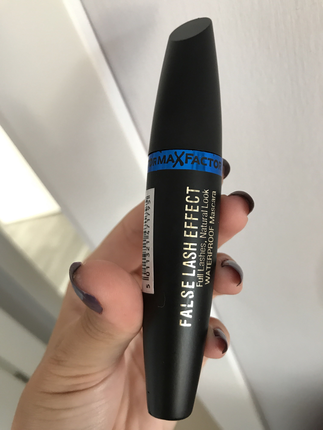 MAXFACTOR
FALSE LASH EFFECT
Full Lashes, Natural Look
WATERPROOF Mascara